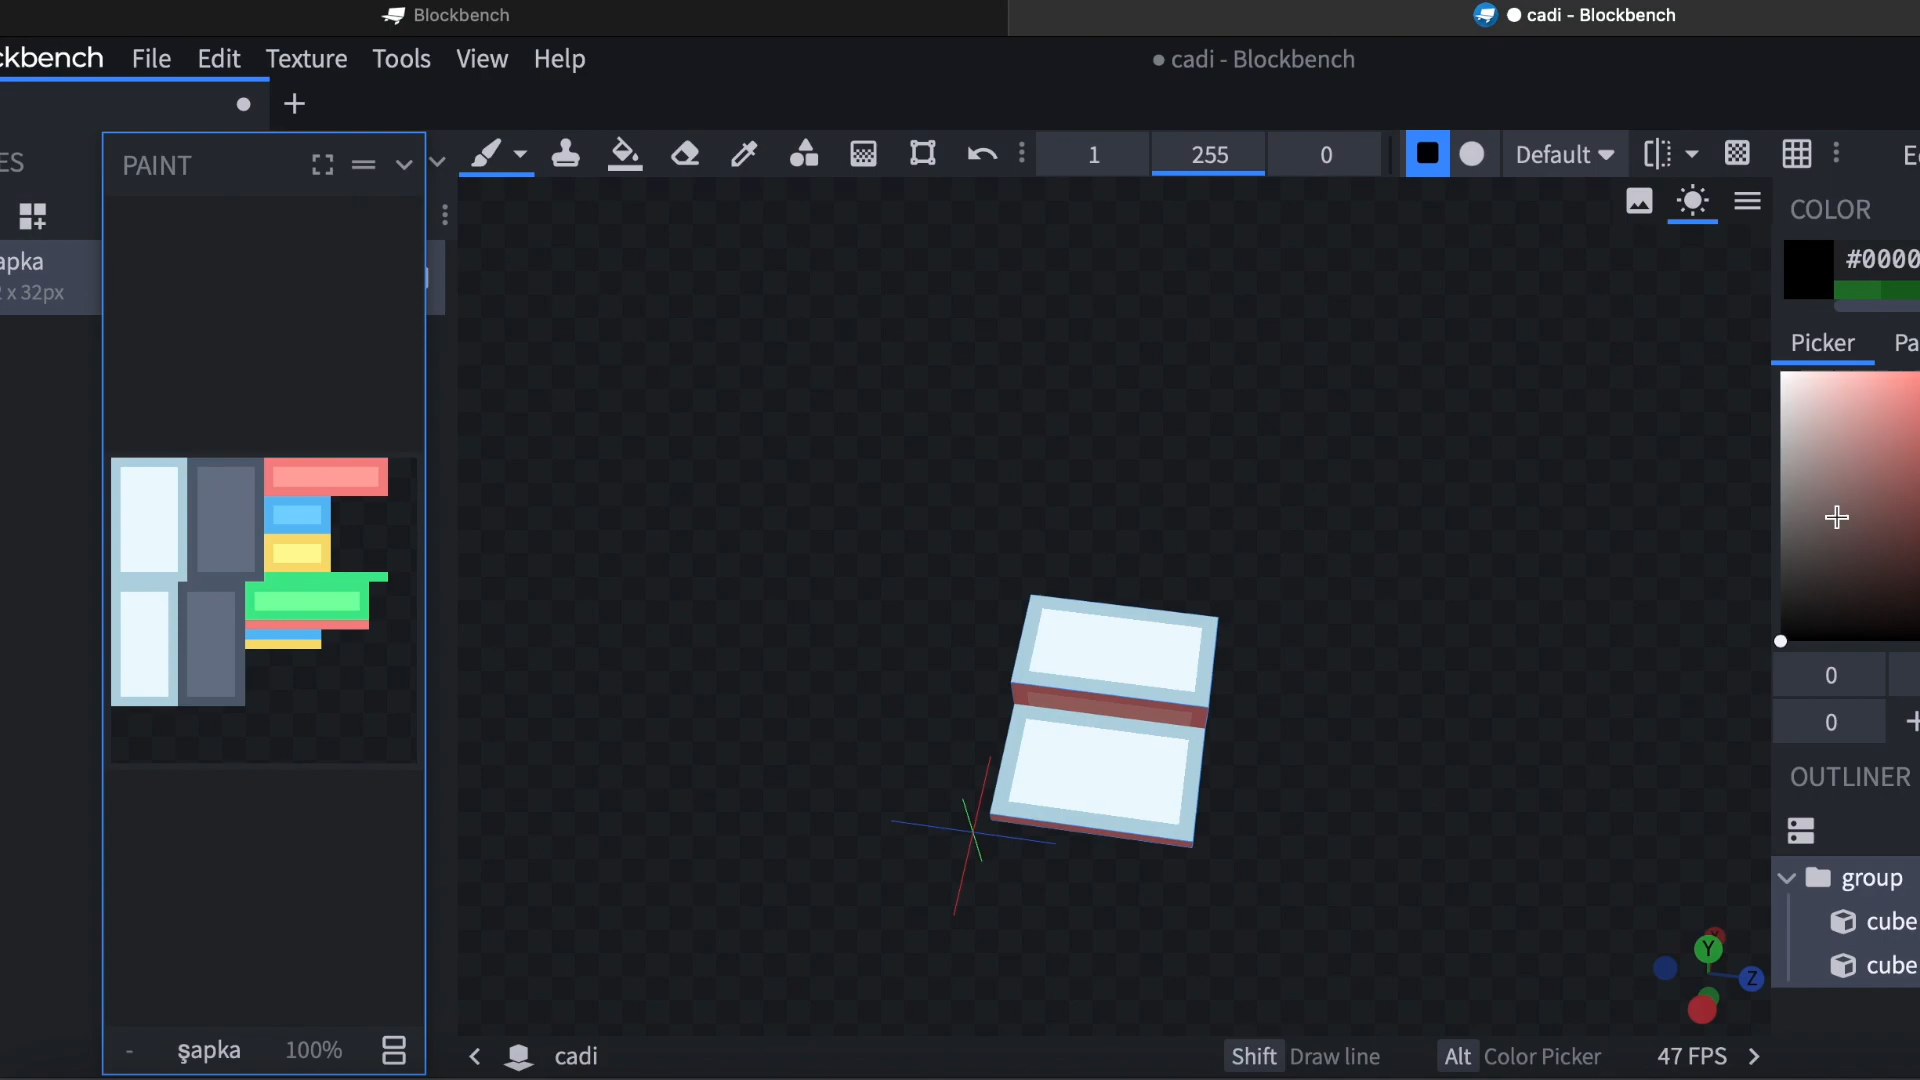 Blockbench
cadi - Blockbench
ckbench File Edit Texture Tools View Help
cadi - Blockbench
ES
PAINT
1 255 0 Default
COLOR
#0000
apka
x 32px
Picker Pa
0
0
OUTLINER
group
cube
cube
Y
Z
- şapka 100%
cadi
Shift Draw line Alt Color Picker 47 FPS